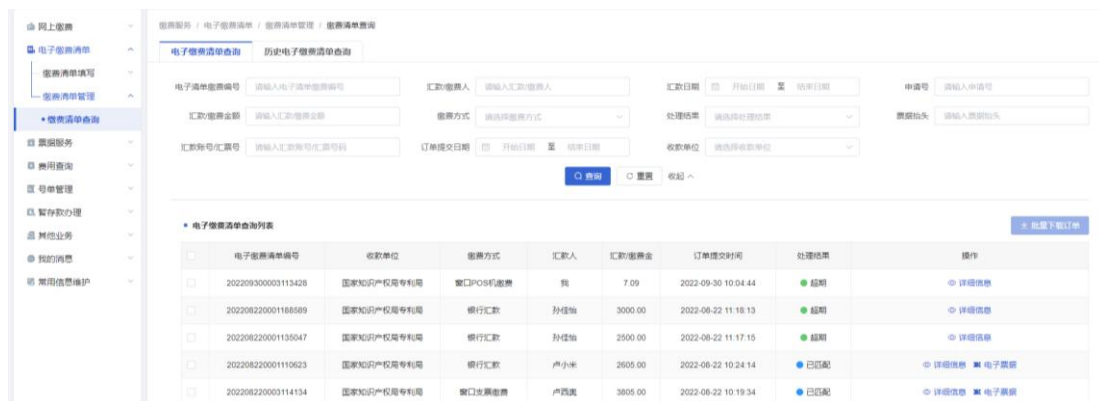 网上缴费
电子缴费清单
缴费清单填写
缴费清单管理
缴费清单查询
票据服务
费用查询
号单管理
暂存款办理
其他业务
我的消息
常用信息维护
缴费服务 / 电子缴费清单 / 缴费清单管理 / 缴费清单查询
电子缴费清单查询 历史电子缴费清单查询
电子清单缴费编号 请输入电子清单缴费编号 汇款/缴费人 请输入汇款/缴费人 汇款日期 开始日期 至 结束日期 申请号 请输入申请号
汇款/缴费金额 请输入汇款/缴费金额 缴费方式 请选择缴费方式 处理结果 请选择处理结果 票据抬头 请输入票据抬头
汇款账号/汇票号 请输入汇款账号/汇票号码 订单提交日期 开始日期 至 结束日期 收款单位 请选择收款单位
查询 重置 收起
电子缴费清单查询列表 批量下载订单
电子缴费清单编号 收款单位 缴费方式 汇款人 汇款/缴费金 订单提交时间 处理结果 操作
2022093000003113428 国家知识产权局专利局 窗口POS机缴费 我 7.09 2022-09-30 10:04:44 超期 详细信息
202208220001188589 国家知识产权局专利局 银行汇款 孙佳怡 3000.00 2022-08-22 11:18:13 超期 详细信息
202208220001135047 国家知识产权局专利局 银行汇款 孙佳怡 2500.00 2022-08-22 11:17:15 超期 详细信息
202208220001110623 国家知识产权局专利局 银行汇款 卢小米 2605.00 2022-08-22 10:24:14 已匹配 详细信息 电子票据
202208220003114134 国家知识产权局专利局 窗口支票缴费 卢西奥 3805.00 2022-08-22 10:19:34 已匹配 详细信息 电子票据